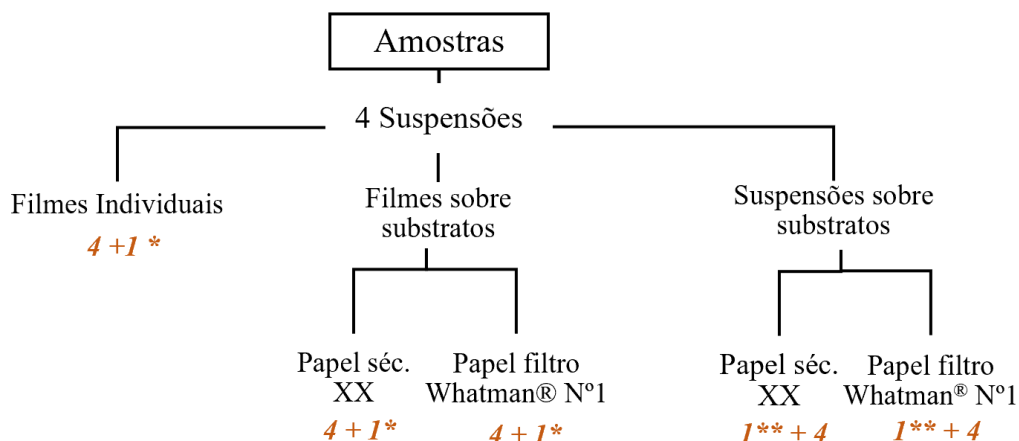 Amostras
4 Suspensões
Filmes Individuais
4 +1 *
Filmes sobre
substratos
Suspensões sobre
substratos
Papel séc.
XX
4 + 1*
Papel filtro
Whatman® Nº1
4 + 1*
Papel séc.
XX
1** + 4
Papel filtro
Whatman® Nº1
1** + 4